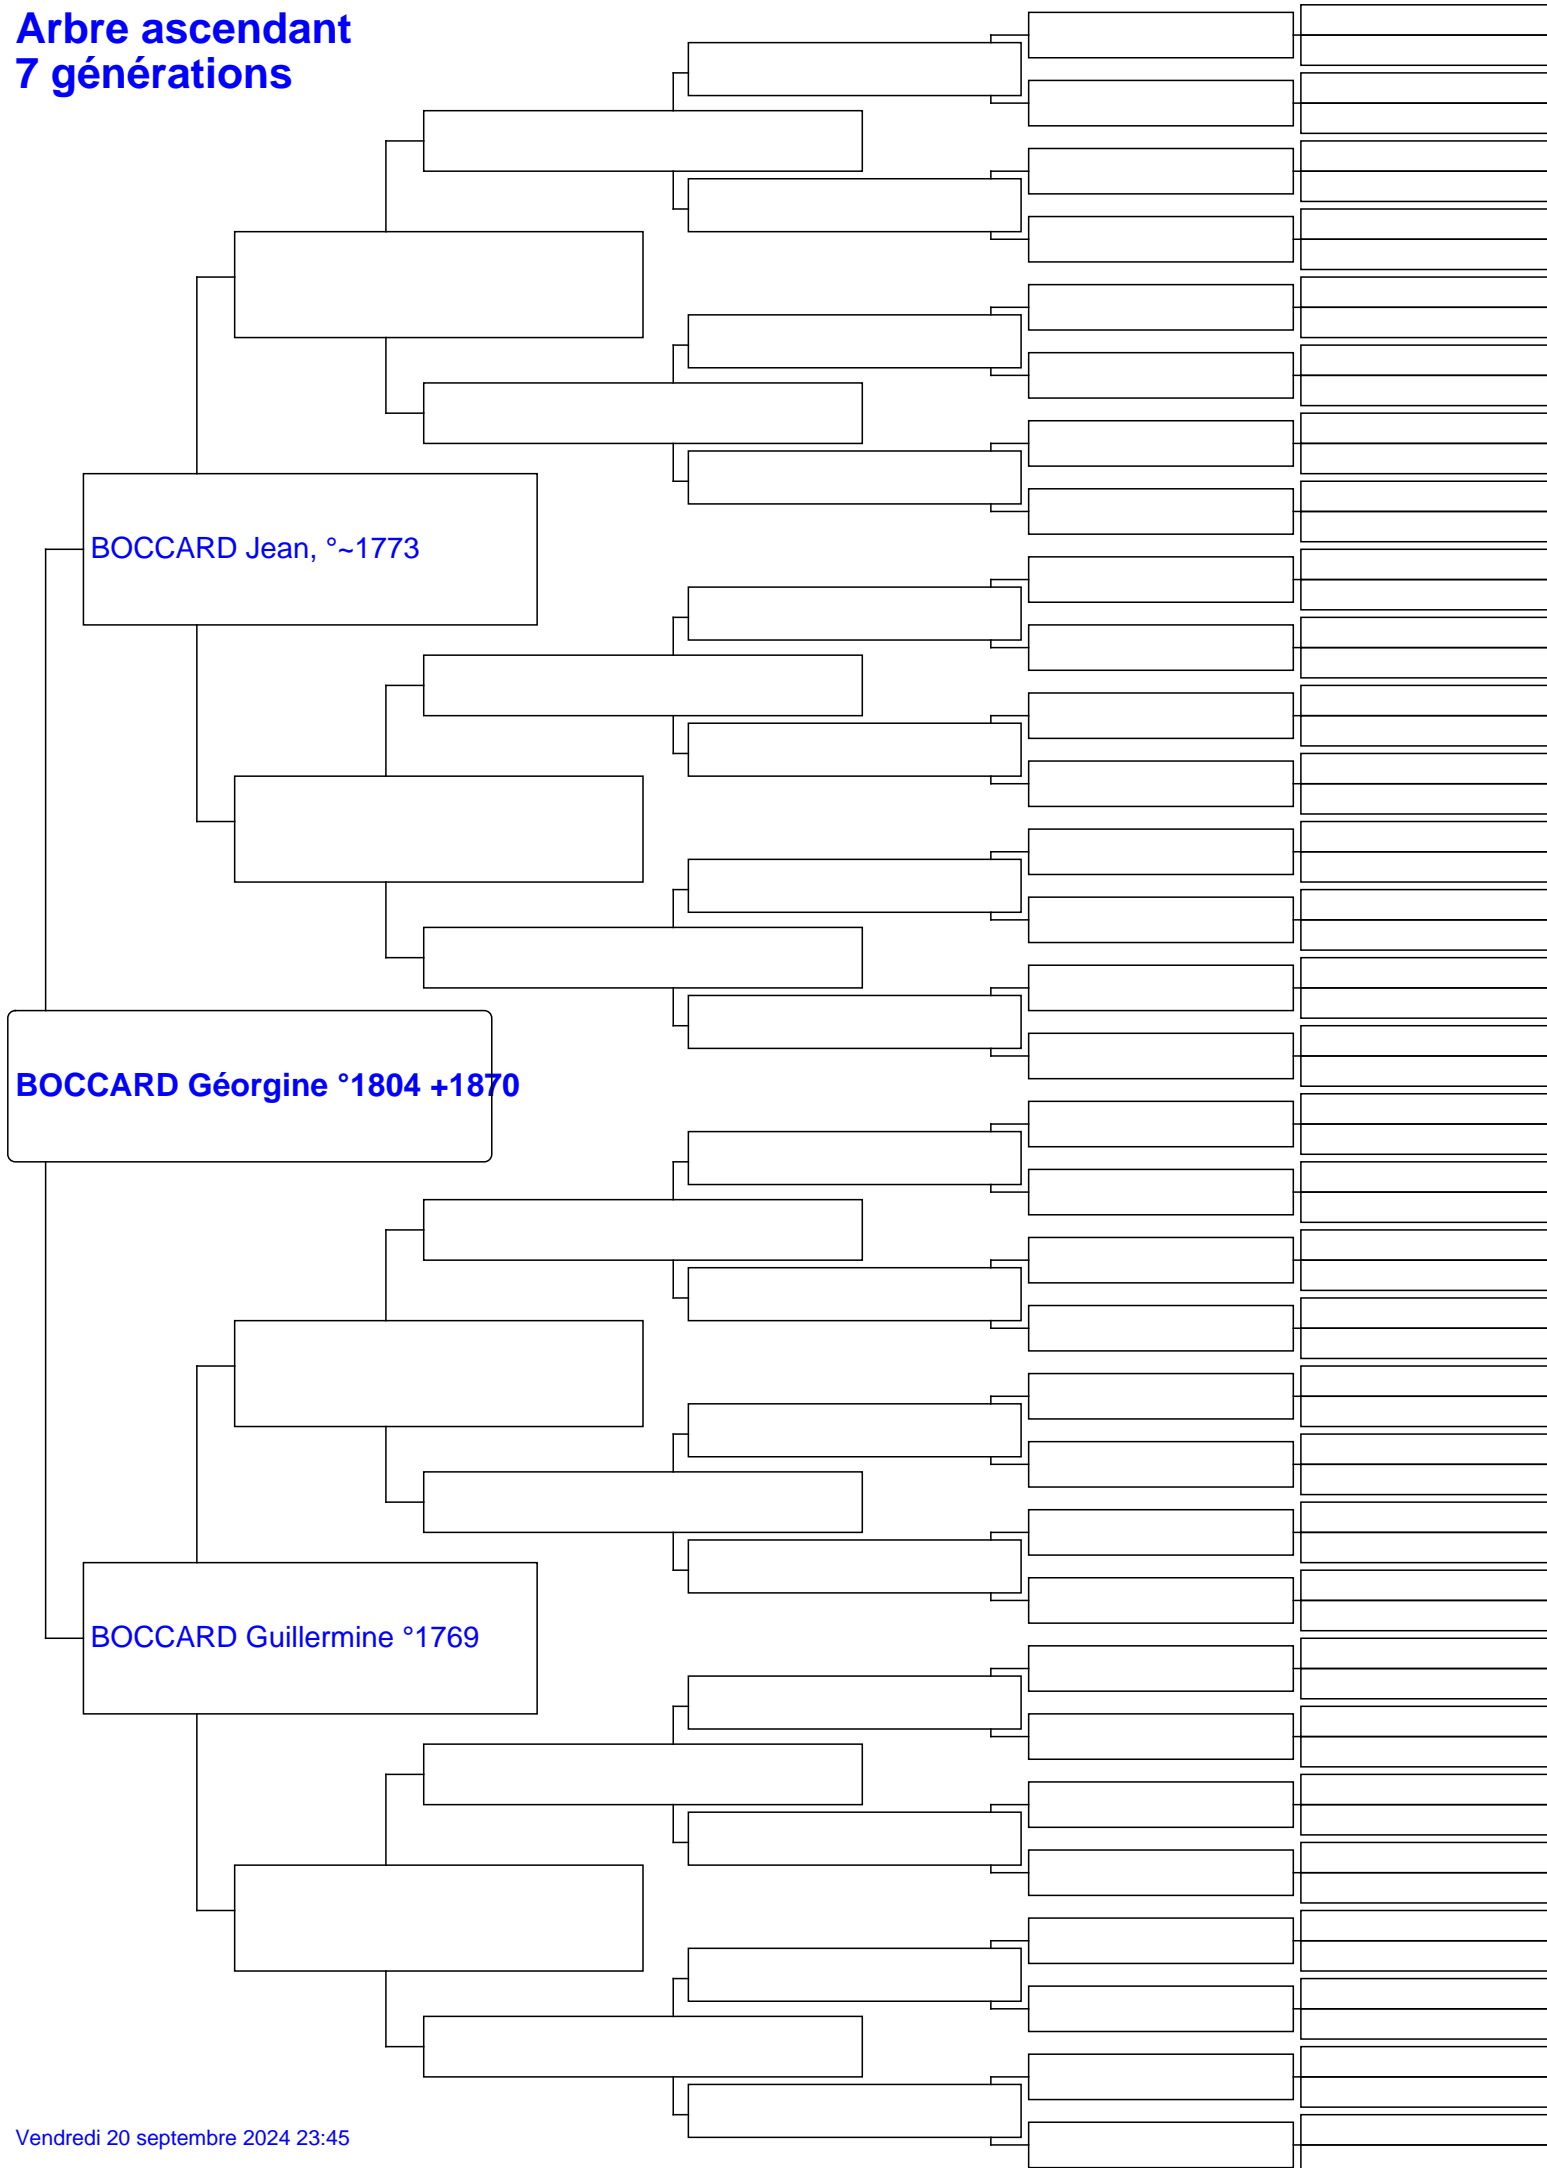 Arbre ascendant
7 générations
BOCCARD Jean, °~1773
BOCCARD Géorgine °1804 +1870
BOCCARD Guillermine °1769
Vendredi 20 septembre 2024 23:45